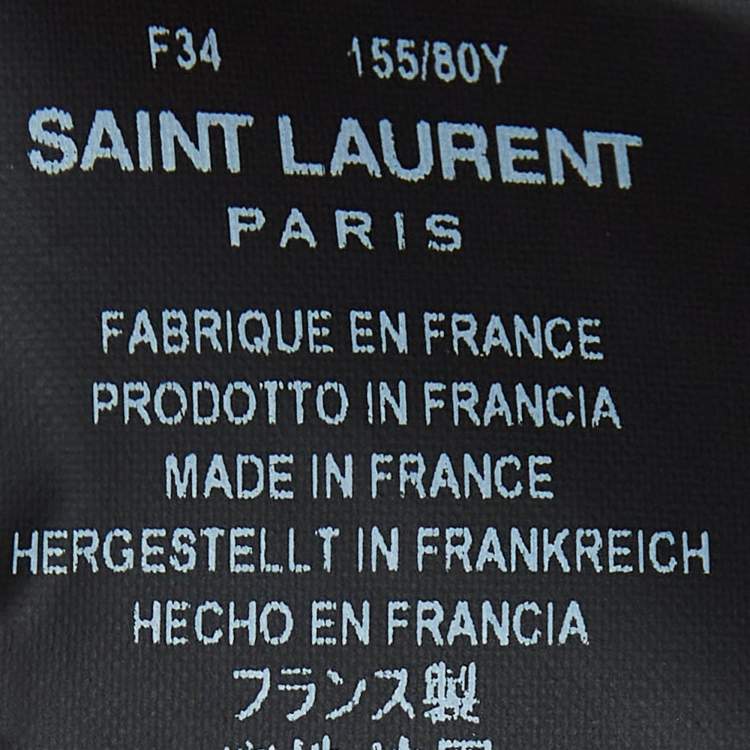 F34 155/80Y
SAINT LAURENT
PARIS
FABRIQUE EN FRANCE
PRODOTTO IN FRANCIA
MADE IN FRANCE
HERGESTELLT IN FRANKREICH
HECHO EN FRANCIA
フランス製